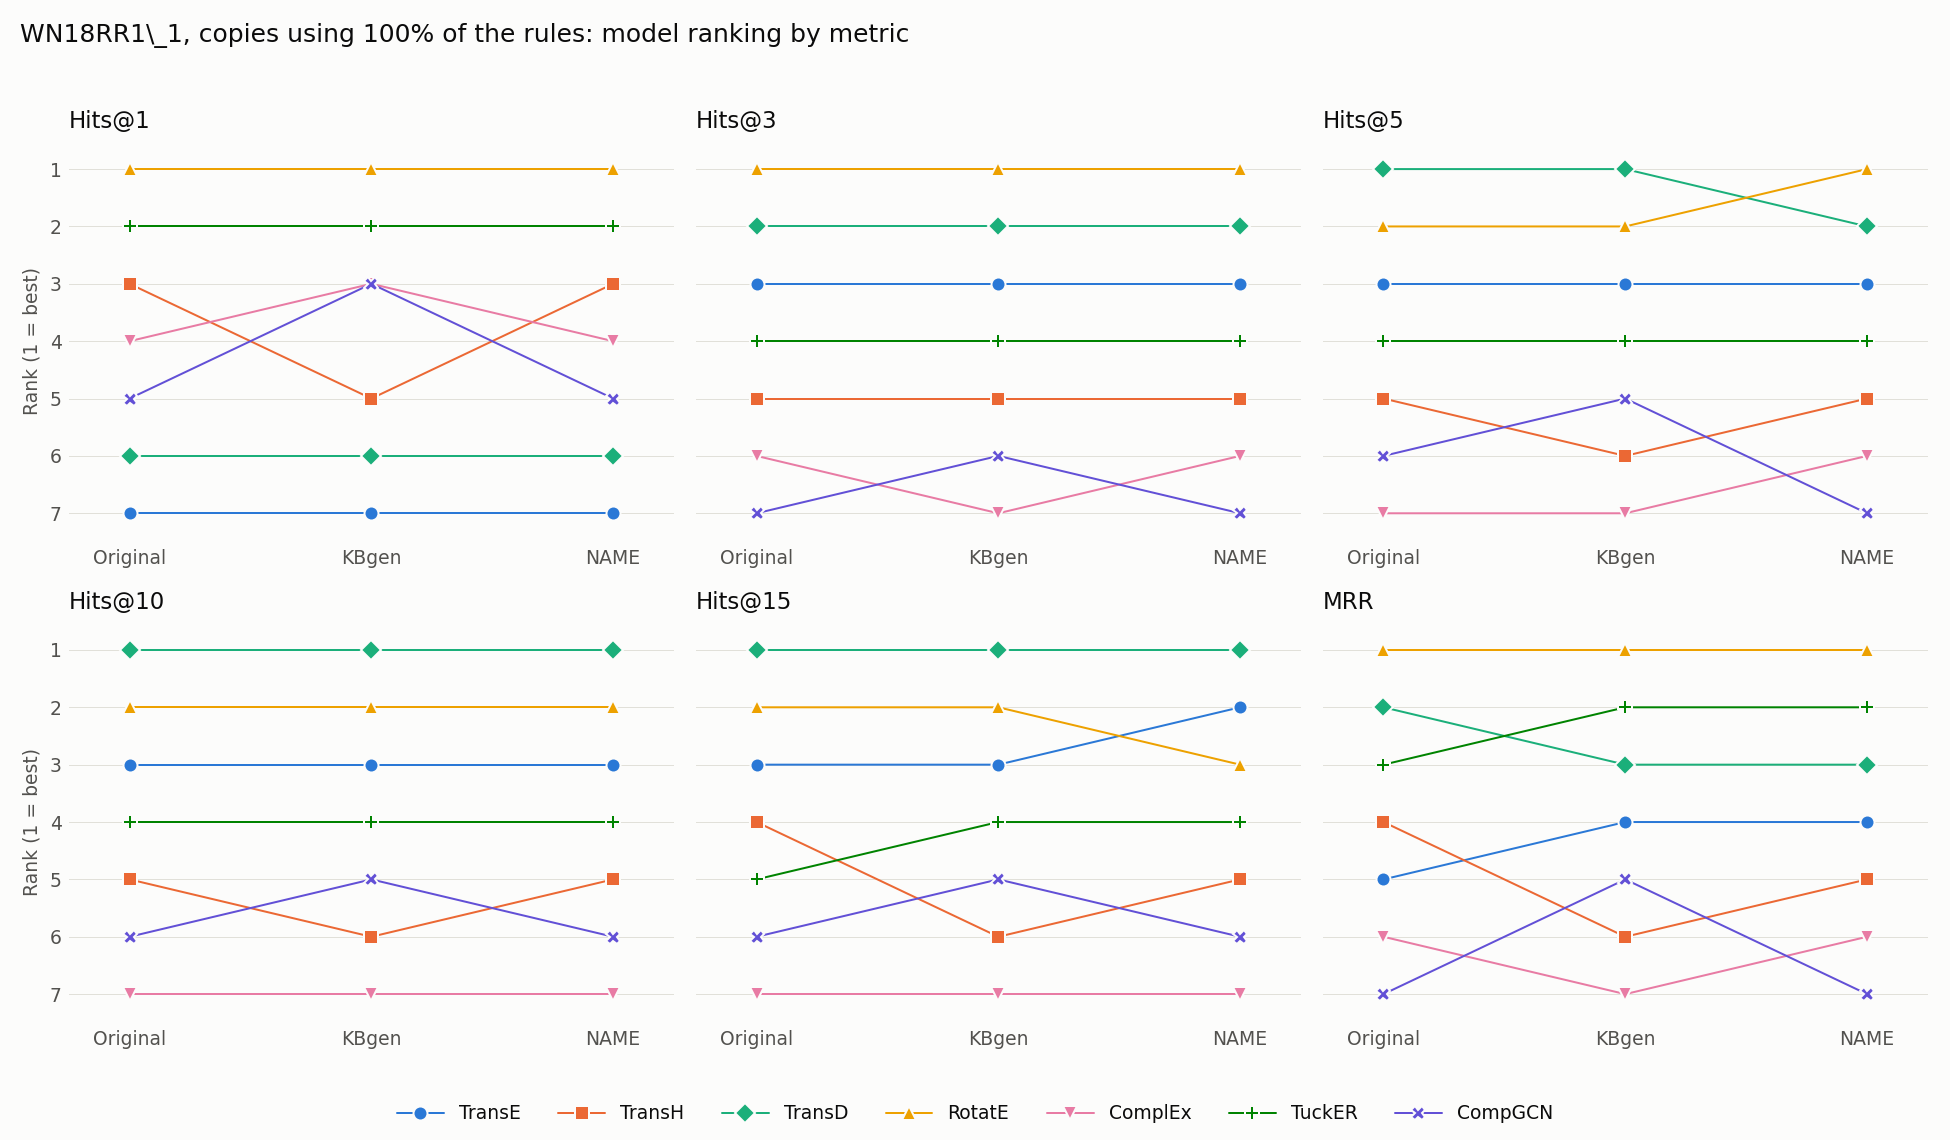 WN18RR1\_1, copies using 100% of the rules: model ranking by metric
Hits@1
Hits@3
Hits@5
Rank (1 = best)
1
2
3
4
5
6
7
Original
KBgen
NAME
Original
KBgen
NAME
Original
KBgen
NAME
Hits@10
Hits@15
MRR
Rank (1 = best)
1
2
3
4
5
6
7
Original
KBgen
NAME
Original
KBgen
NAME
Original
KBgen
NAME
TransE
TransH
TransD
RotatE
ComplEx
TuckER
CompGCN